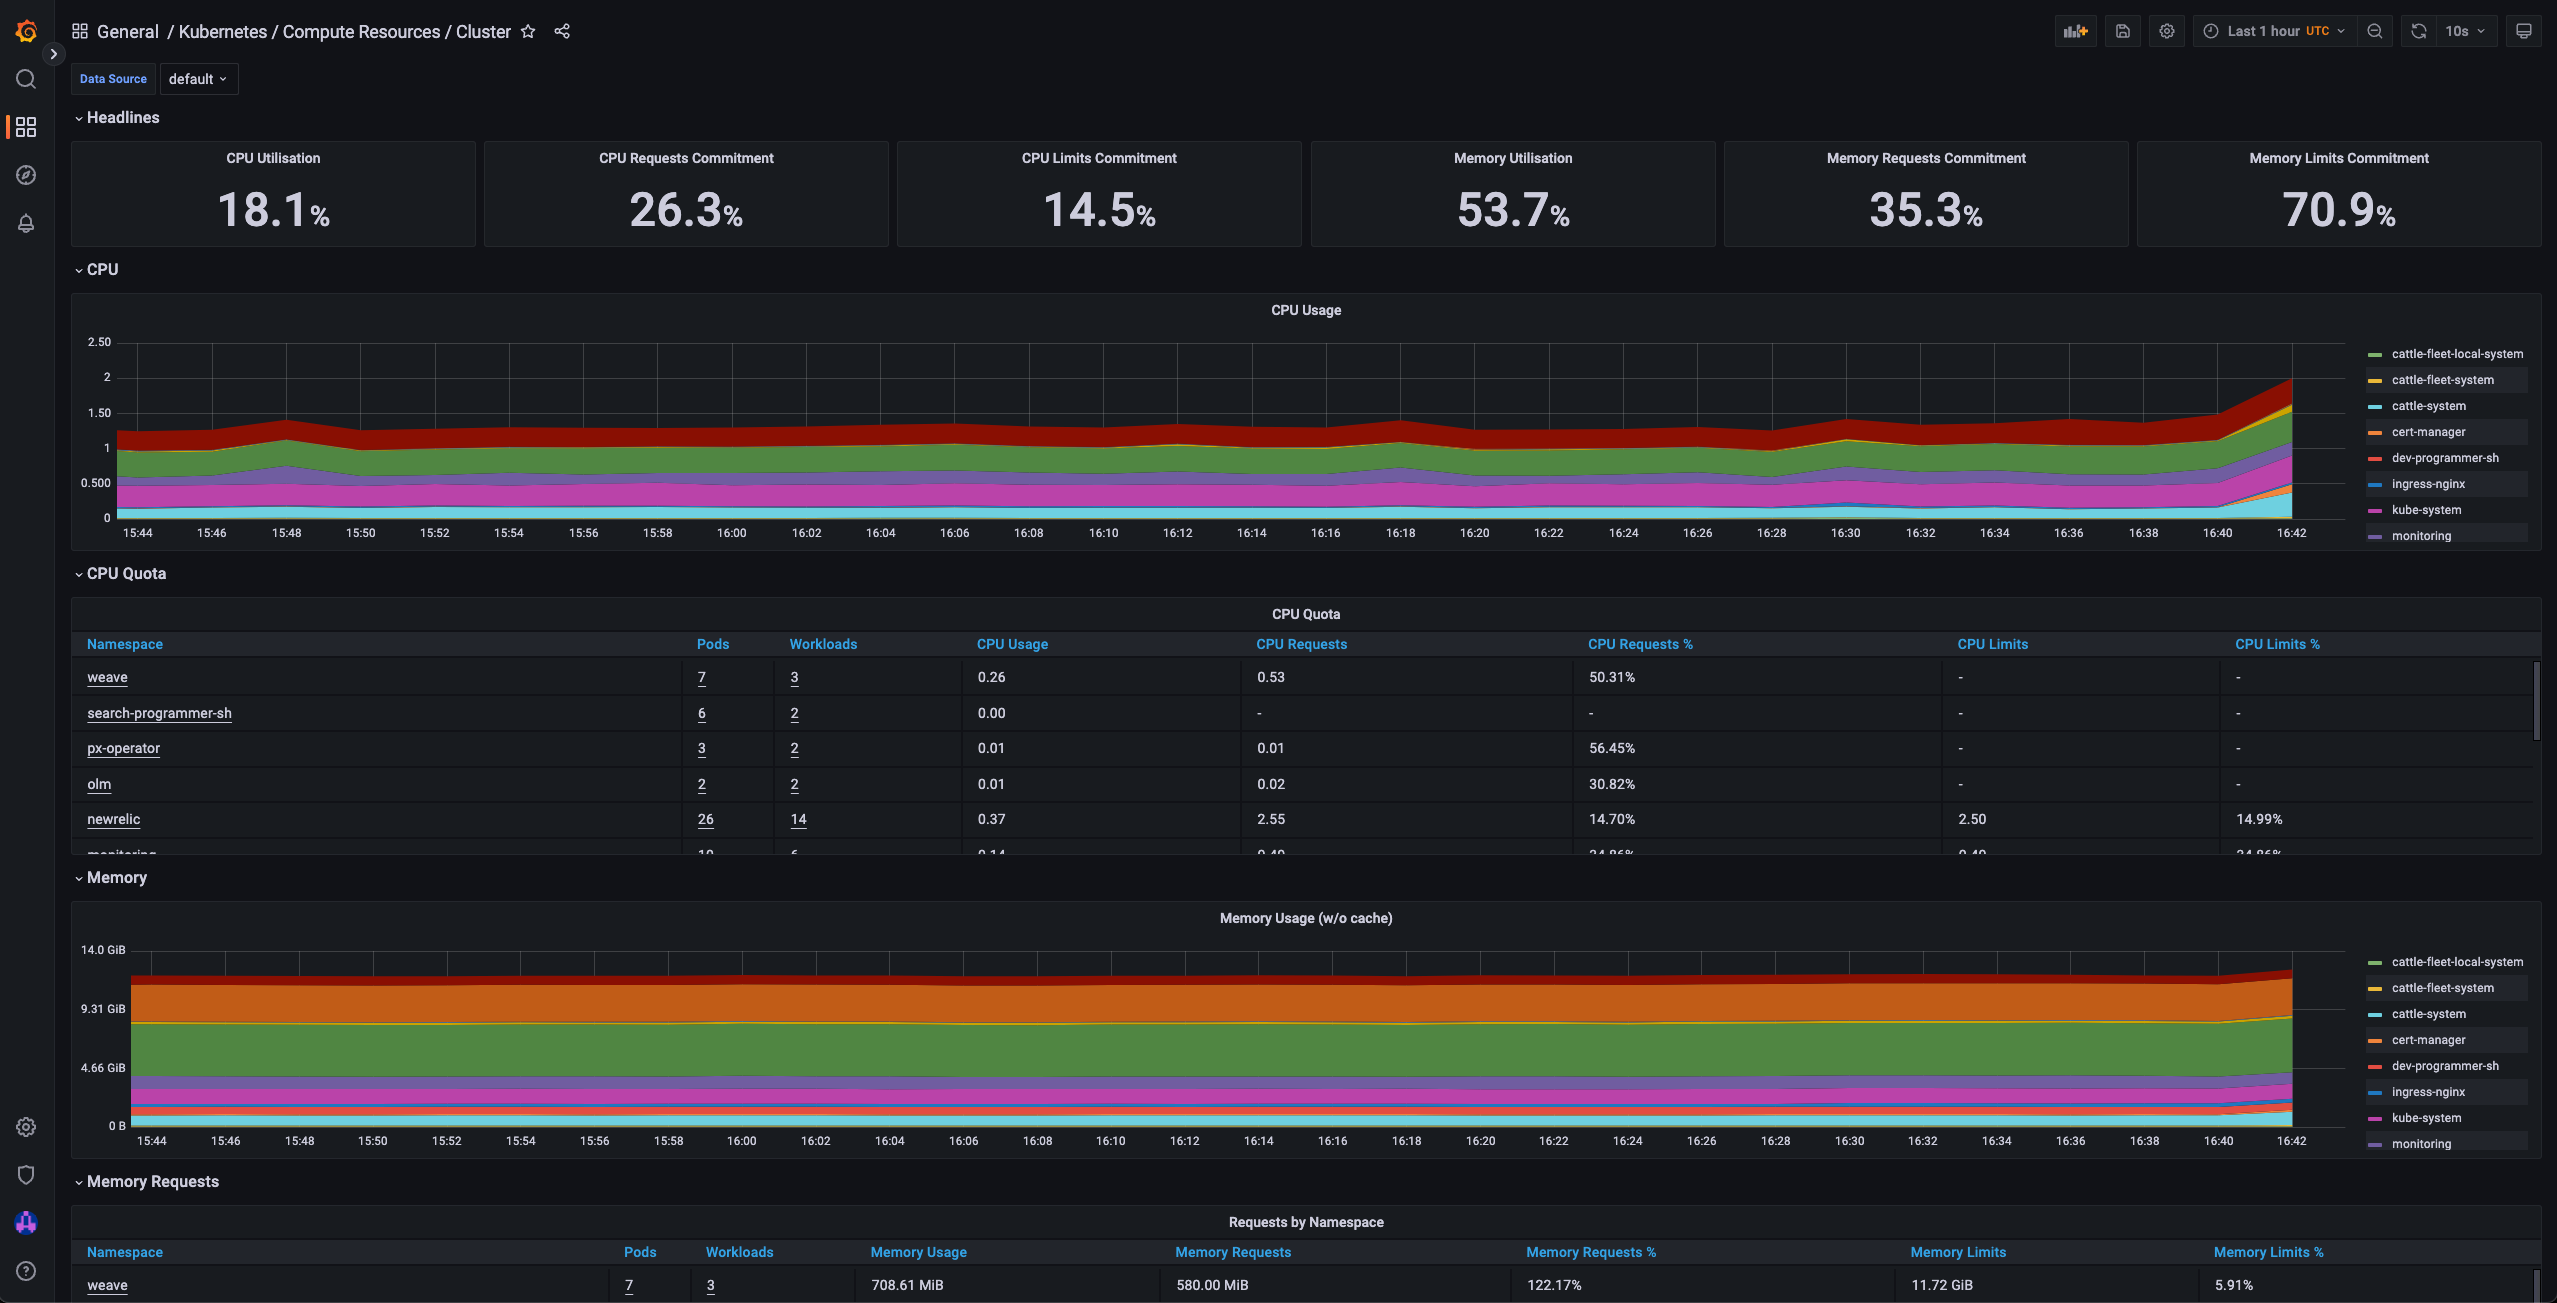 General / Kubernetes / Compute Resources / Cluster
Last 1 hour UTC
10s
Data Source default
Headlines
CPU Utilisation CPU Requests Commitment CPU Limits Commitment Memory Utilisation Memory Requests Commitment Memory Limits Commitment
18.1% 26.3% 14.5% 53.7% 35.3% 70.9%
CPU
CPU Usage
2.50
2
1.50
1
0.500
0
15:44 15:46 15:48 15:50 15:52 15:54 15:56 15:58 16:00 16:02 16:04 16:06 16:08 16:10 16:12 16:14 16:16 16:18 16:20 16:22 16:24 16:26 16:28 16:30 16:32 16:34 16:36 16:38 16:40 16:42
cattle-fleet-local-system
cattle-fleet-system
cattle-system
cert-manager
dev-programmer-sh
ingress-nginx
kube-system
monitoring
CPU Quota
CPU Quota
Namespace Pods Workloads CPU Usage CPU Requests CPU Requests % CPU Limits CPU Limits %
weave 7 3 0.26 0.53 50.31% - -
search-programmer-sh 6 2 0.00 - - - -
px-operator 3 2 0.01 0.01 56.45% - -
olm 2 2 0.01 0.02 30.82% - -
newrelic 26 14 0.37 2.55 14.70% 2.50 14.99%
monitoring
Memory
Memory Usage (w/o cache)
14.0 GiB
9.31 GiB
4.66 GiB
0 B
15:44 15:46 15:48 15:50 15:52 15:54 15:56 15:58 16:00 16:02 16:04 16:06 16:08 16:10 16:12 16:14 16:16 16:18 16:20 16:22 16:24 16:26 16:28 16:30 16:32 16:34 16:36 16:38 16:40 16:42
cattle-fleet-local-system
cattle-fleet-system
cattle-system
cert-manager
dev-programmer-sh
ingress-nginx
kube-system
monitoring
Memory Requests
Requests by Namespace
Namespace Pods Workloads Memory Usage Memory Requests Memory Requests % Memory Limits Memory Limits %
weave 7 3 708.61 MiB 580.00 MiB 122.17% 11.72 GiB 5.91%